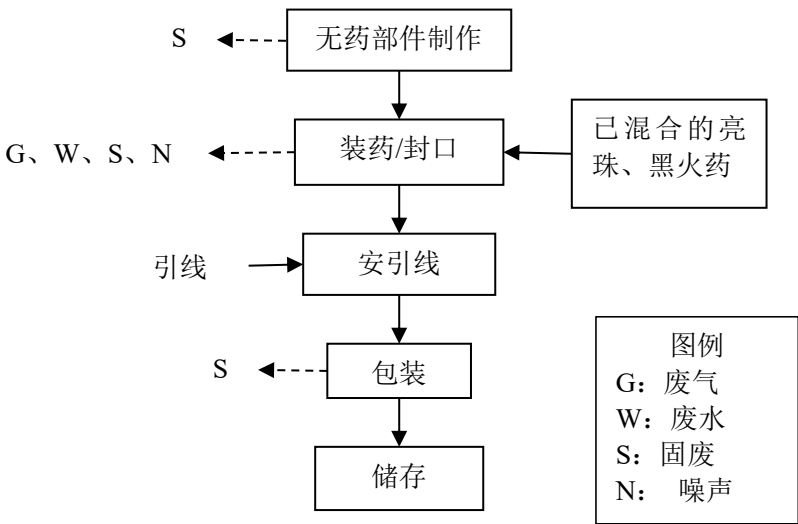 S
无药部件制作
G、W、S、N
装药/封口
已混合的亮
珠、黑火药
引线
安引线
S
包装
储存
图例
G：废气
W：废水
S：固废
N： 噪声